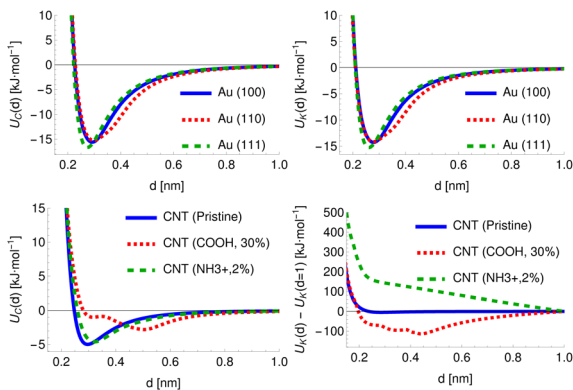 U_C(d) [kJ·mol⁻¹]
10
5
0
-5
-10
-15
Au (100)
Au (110)
Au (111)
0.2 0.4 0.6 0.8 1.0
d [nm]
U_K(d) [kJ·mol⁻¹]
10
5
0
-5
-10
-15
Au (100)
Au (110)
Au (111)
0.2 0.4 0.6 0.8 1.0
d [nm]
U_C(d) [kJ·mol⁻¹]
15
10
5
0
-5
CNT (Pristine)
CNT (COOH, 30%)
CNT (NH3+,2%)
0.2 0.4 0.6 0.8 1.0
d [nm]
U_K(d) − U_K(d=1) [kJ·mol⁻¹]
500
400
300
200
100
0
-100
CNT (Pristine)
CNT (COOH, 30%)
CNT (NH3+,2%)
0.2 0.4 0.6 0.8 1.0
d [nm]